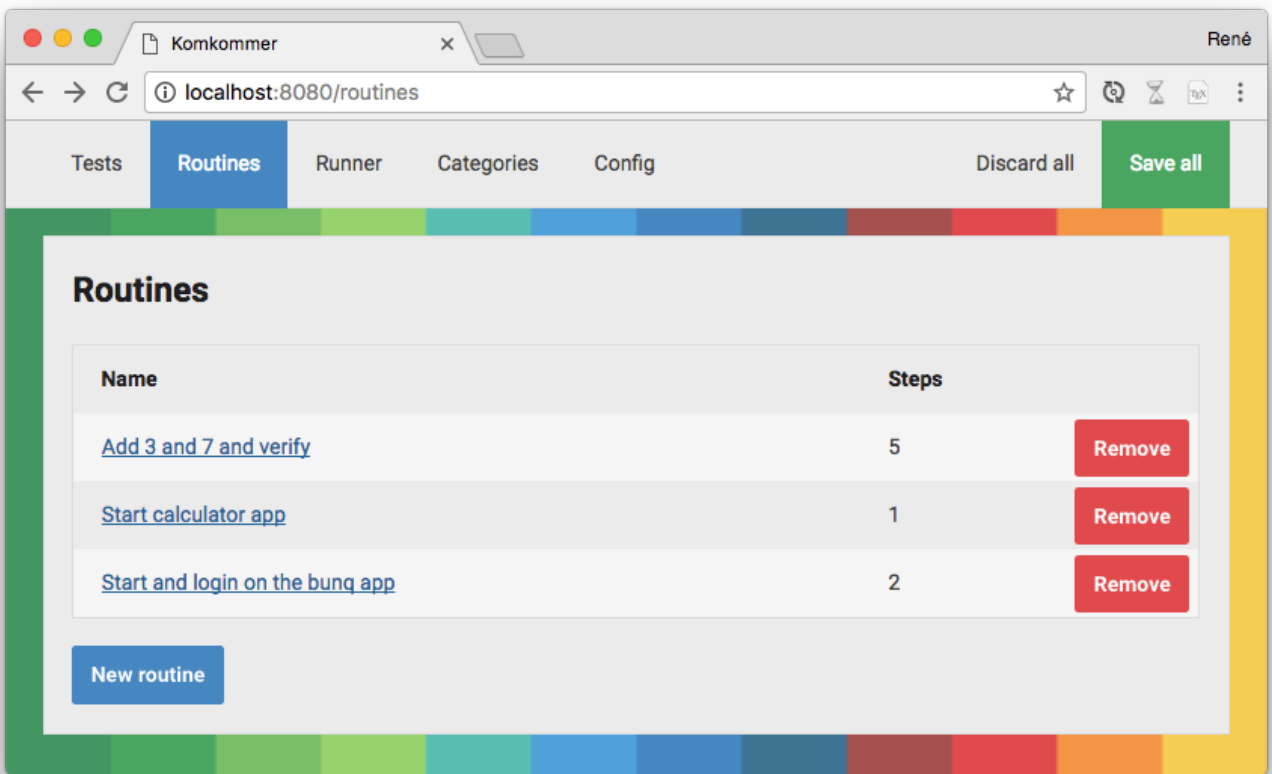 Komkommer René
localhost:8080/routines
Tests Routines Runner Categories Config Discard all Save all
Routines
Name Steps
Add 3 and 7 and verify 5 Remove
Start calculator app 1 Remove
Start and login on the bunq app 2 Remove
New routine